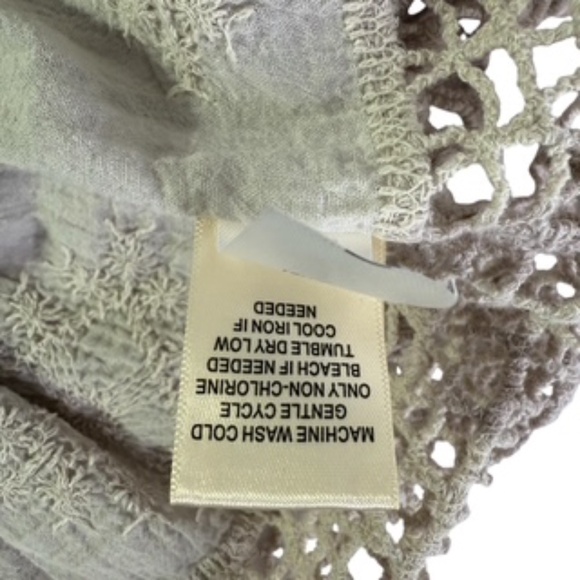 MACHINE WASH COLD
GENTLE CYCLE
ONLY NON-CHLORINE
BLEACH IF NEEDED
TUMBLE DRY LOW
COOL IRON IF
NEEDED